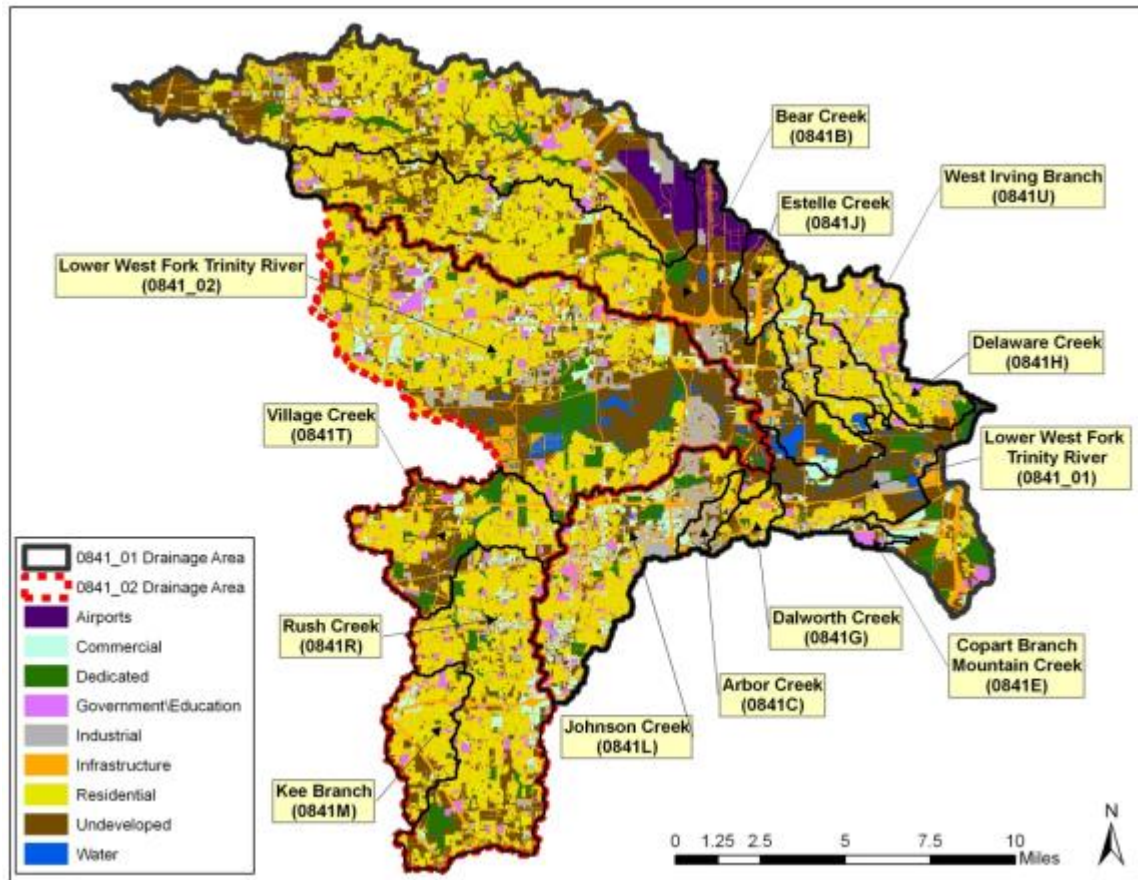 Bear Creek
(0841B)
Estelle Creek
(0841J)
West Irving Branch
(0841U)
Lower West Fork Trinity River
(0841_02)
Delaware Creek
(0841H)
Village Creek
(0841T)
Lower West Fork
Trinity River
(0841_01)
Rush Creek
(0841R)
Dalworth Creek
(0841G)
Copart Branch
Mountain Creek
(0841E)
Arbor Creek
(0841C)
Johnson Creek
(0841L)
Kee Branch
(0841M)
0841_01 Drainage Area
0841_02 Drainage Area
Airports
Commercial
Dedicated
Government\Education
Industrial
Infrastructure
Residential
Undeveloped
Water
N
0 1.25 2.5 5 7.5 10
Miles